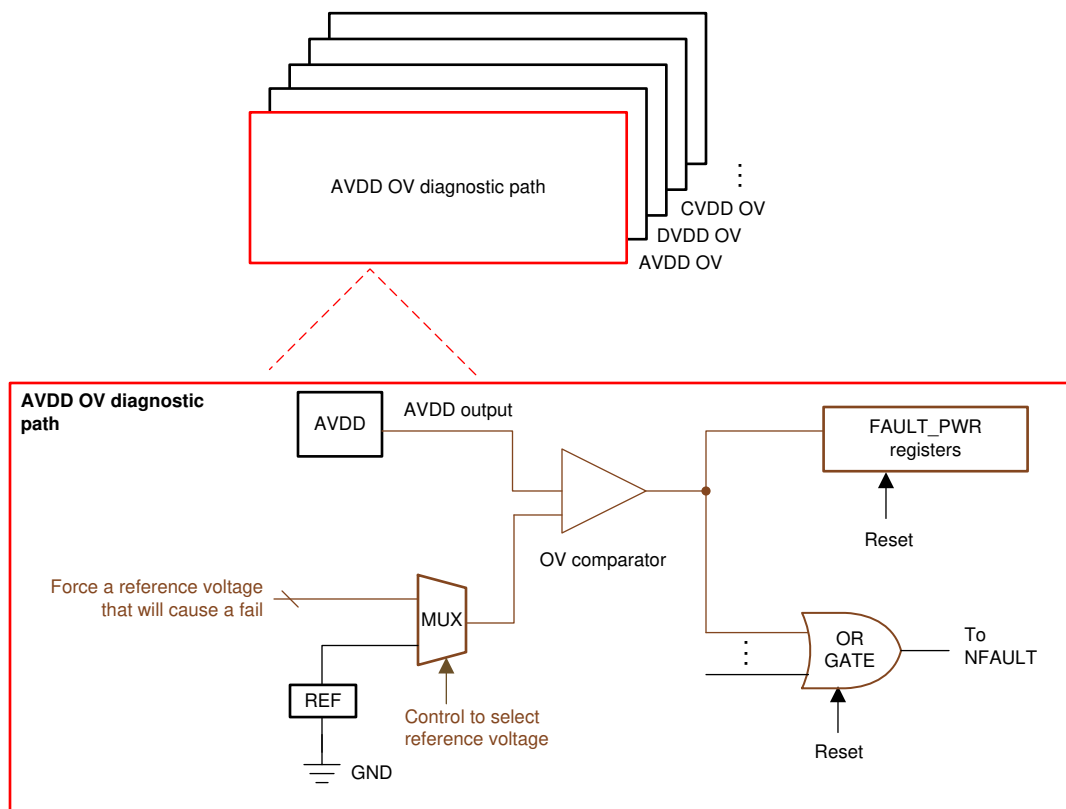 AVDD OV diagnostic path
⋮
CVDD OV
DVDD OV
AVDD OV
AVDD OV diagnostic
path
AVDD
AVDD output
FAULT_PWR
registers
Reset
OV comparator
Force a reference voltage
that will cause a fail
MUX
REF
GND
Control to select
reference voltage
⋮
OR
GATE
To
NFAULT
Reset